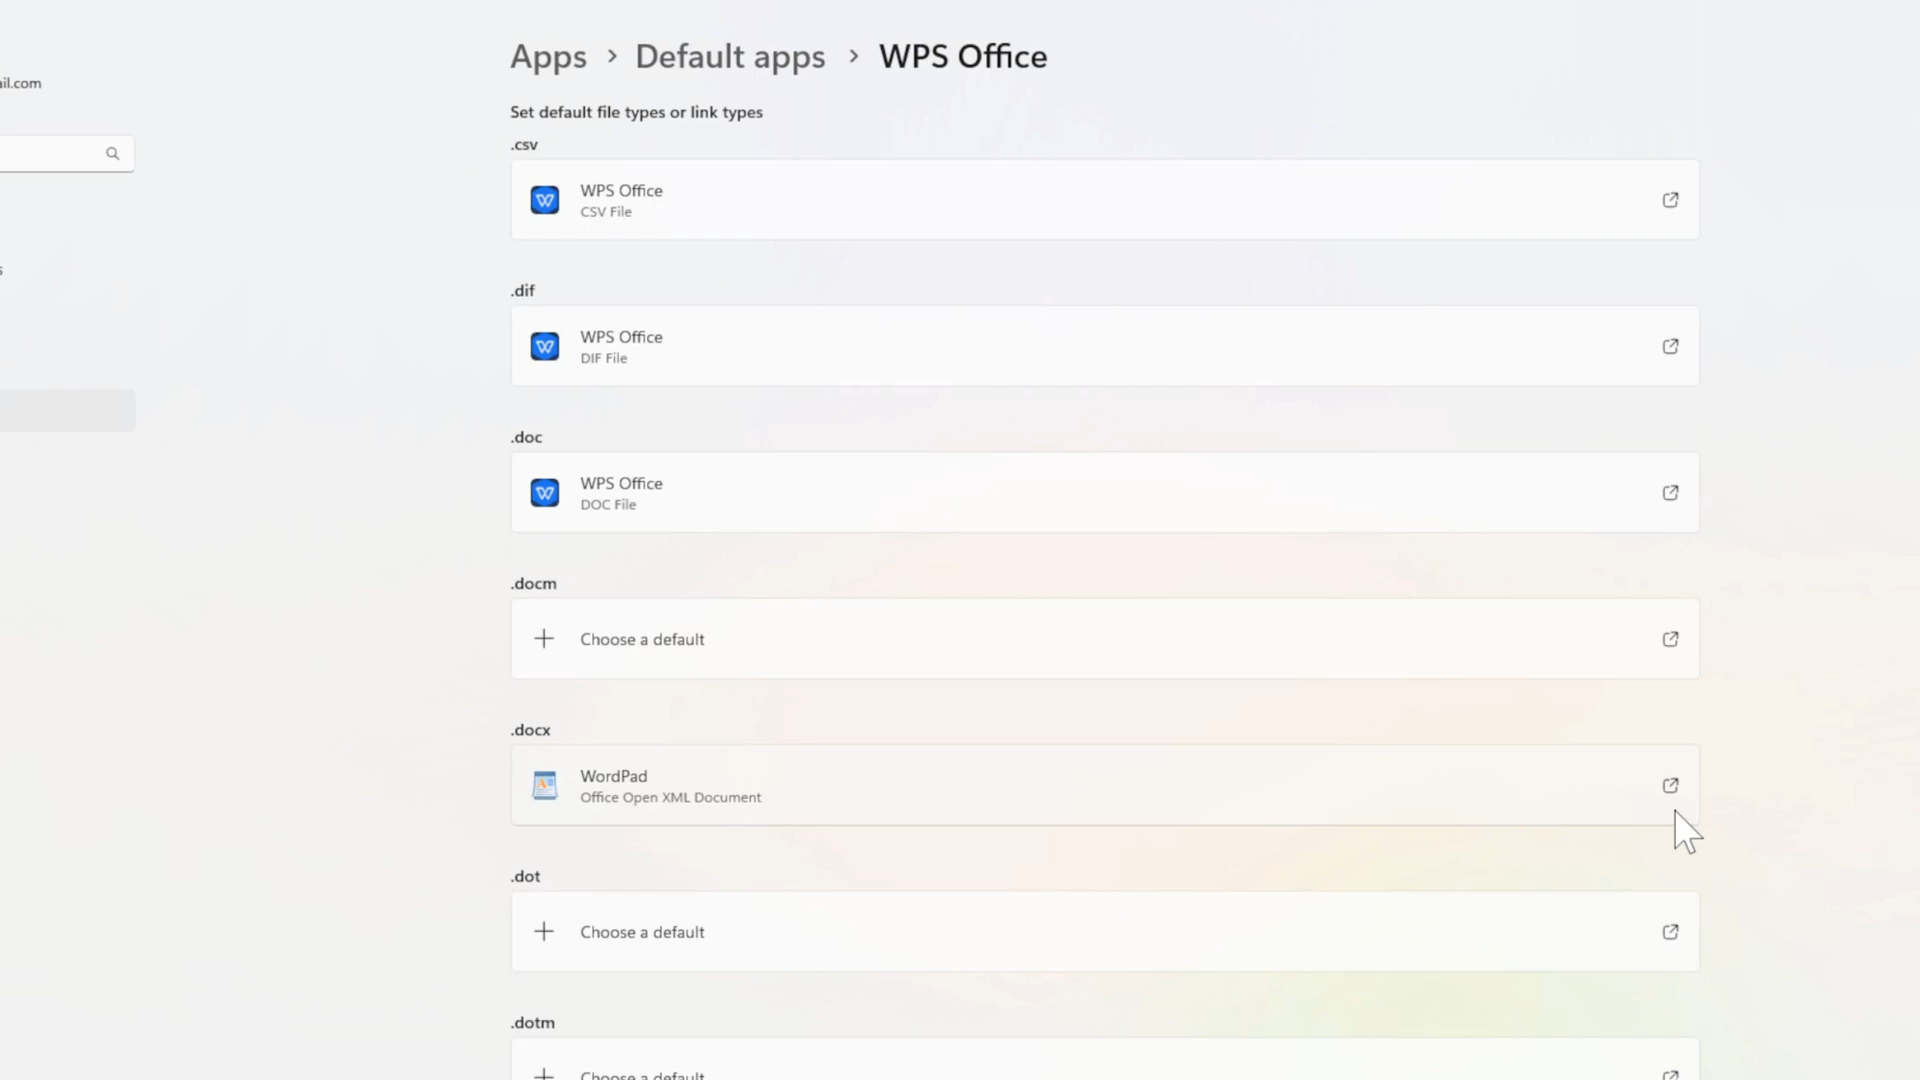 Apps > Default apps > WPS Office
il.com
Set default file types or link types
.csv
WPS Office
CSV File
s
.dif
WPS Office
DIF File
.doc
WPS Office
DOC File
.docm
Choose a default
.docx
WordPad
Office Open XML Document
.dot
Choose a default
.dotm
Choose a default